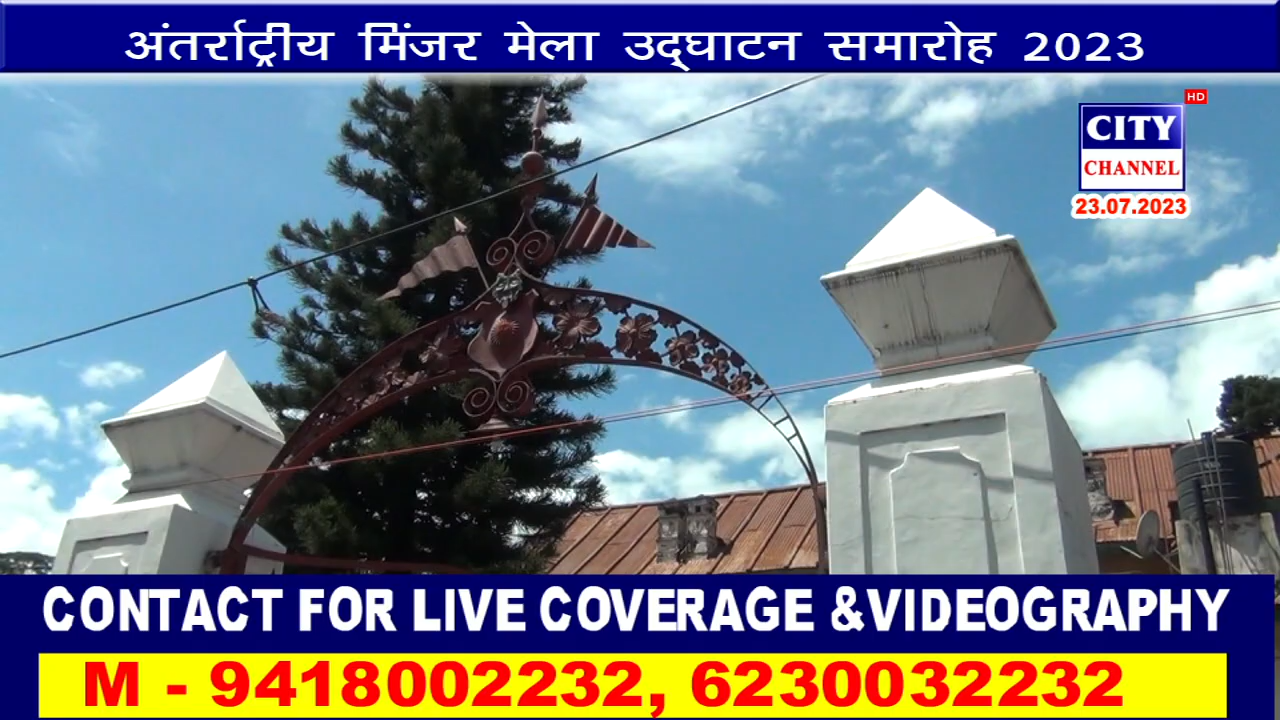 अंतर्राट्रीय मिंजर मेला उद्घाटन समारोह 2023
HD
CITY
CHANNEL
23.07.2023
CONTACT FOR LIVE COVERAGE &VIDEOGRAPHY
M - 9418002232, 6230032232